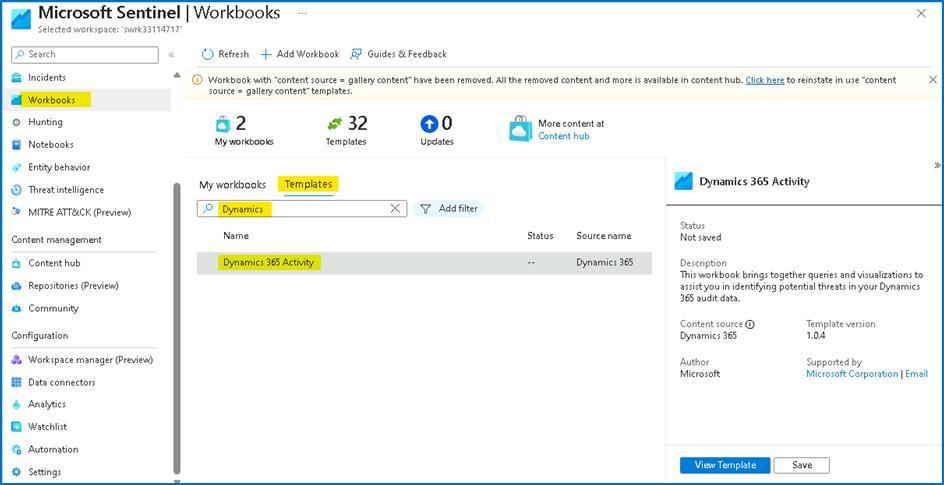 Microsoft Sentinel | Workbooks ...
Selected workspace: 'swrk33114717'
Search
«
Incidents
Workbooks
Hunting
Notebooks
Entity behavior
Threat intelligence
MITRE ATT&CK (Preview)
Content management
Content hub
Repositories (Preview)
Community
Configuration
Workspace manager (Preview)
Data connectors
Analytics
Watchlist
Automation
Settings
Refresh
Add Workbook
Guides & Feedback
Workbook with "content source = gallery content" have been removed. All the removed content and more is available in content hub. Click here to reinstate in use "content
source = gallery content" templates.
2
My workbooks
32
Templates
0
Updates
More content at
Content hub
My workbooks
Templates
Dynamics
Add filter
Name Status Source name
Dynamics 365 Activity -- Dynamics 365
»
Dynamics 365 Activity
Status
Not saved
Description
This workbook brings together queries and visualizations to
assist you in identifying potential threats in your Dynamics
365 audit data.
Content source
Dynamics 365
Template version
1.0.4
Author
Microsoft
Supported by
Microsoft Corporation | Email
View Template
Save